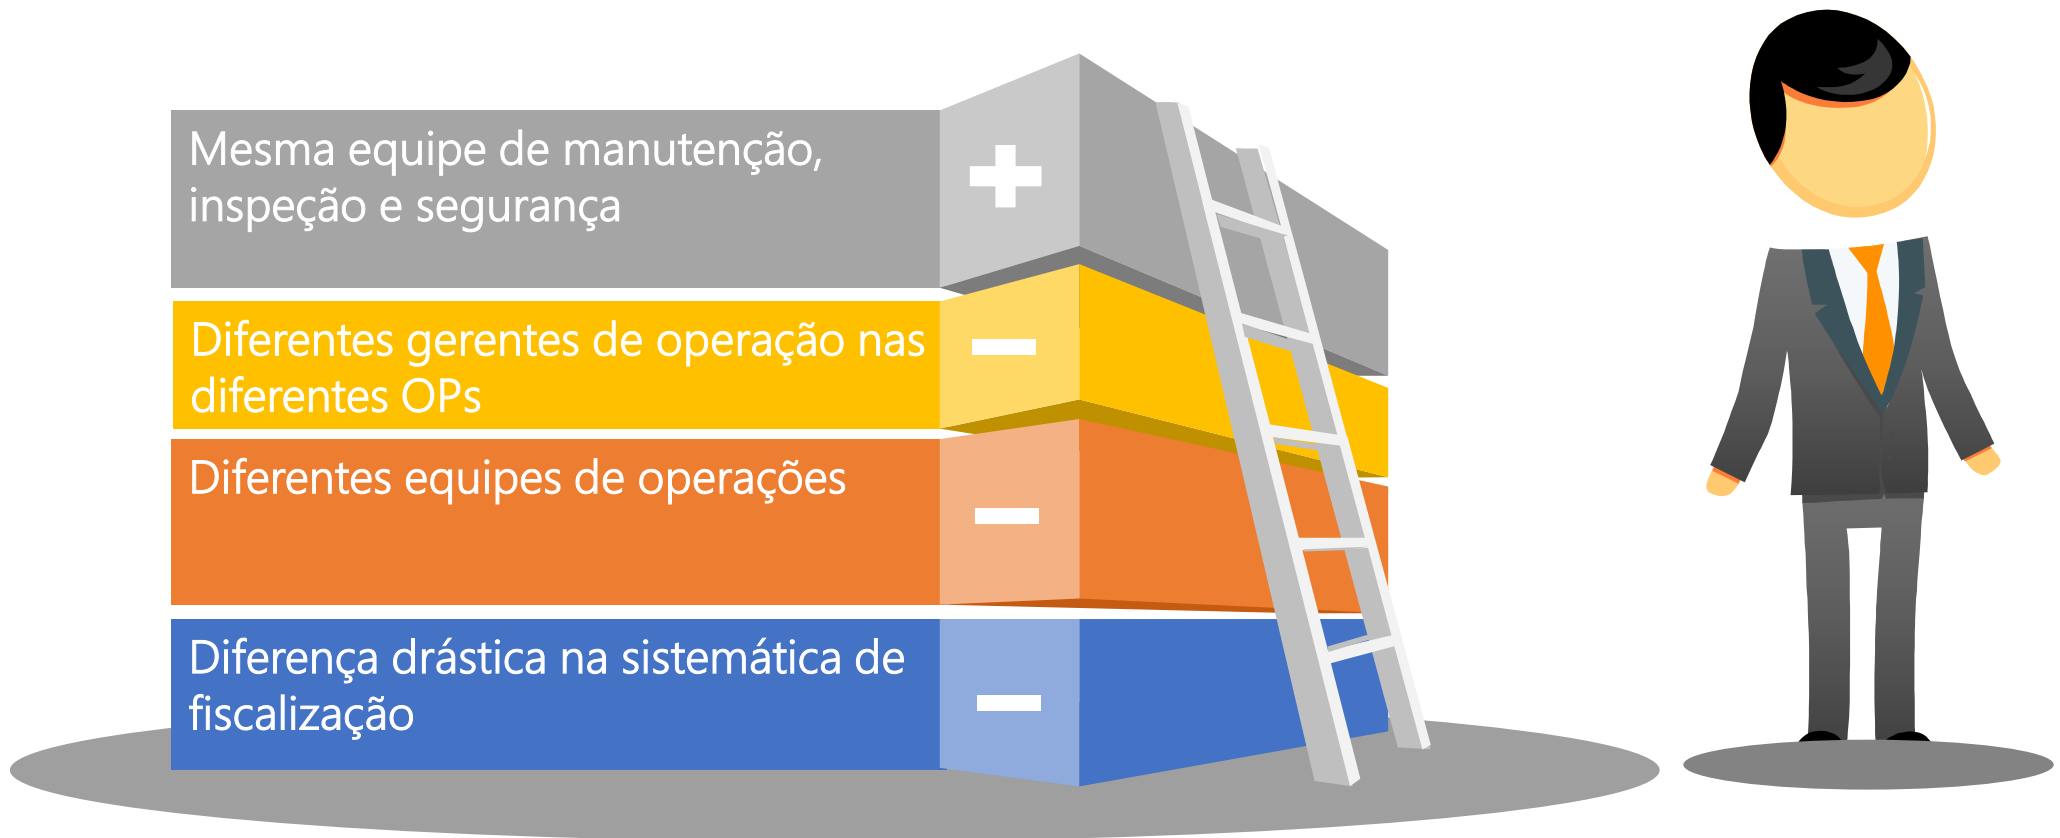 Mesma equipe de manutenção,
inspeção e segurança
Diferentes gerentes de operação nas
diferentes OPs
Diferentes equipes de operações
Diferença drástica na sistemática de
fiscalização